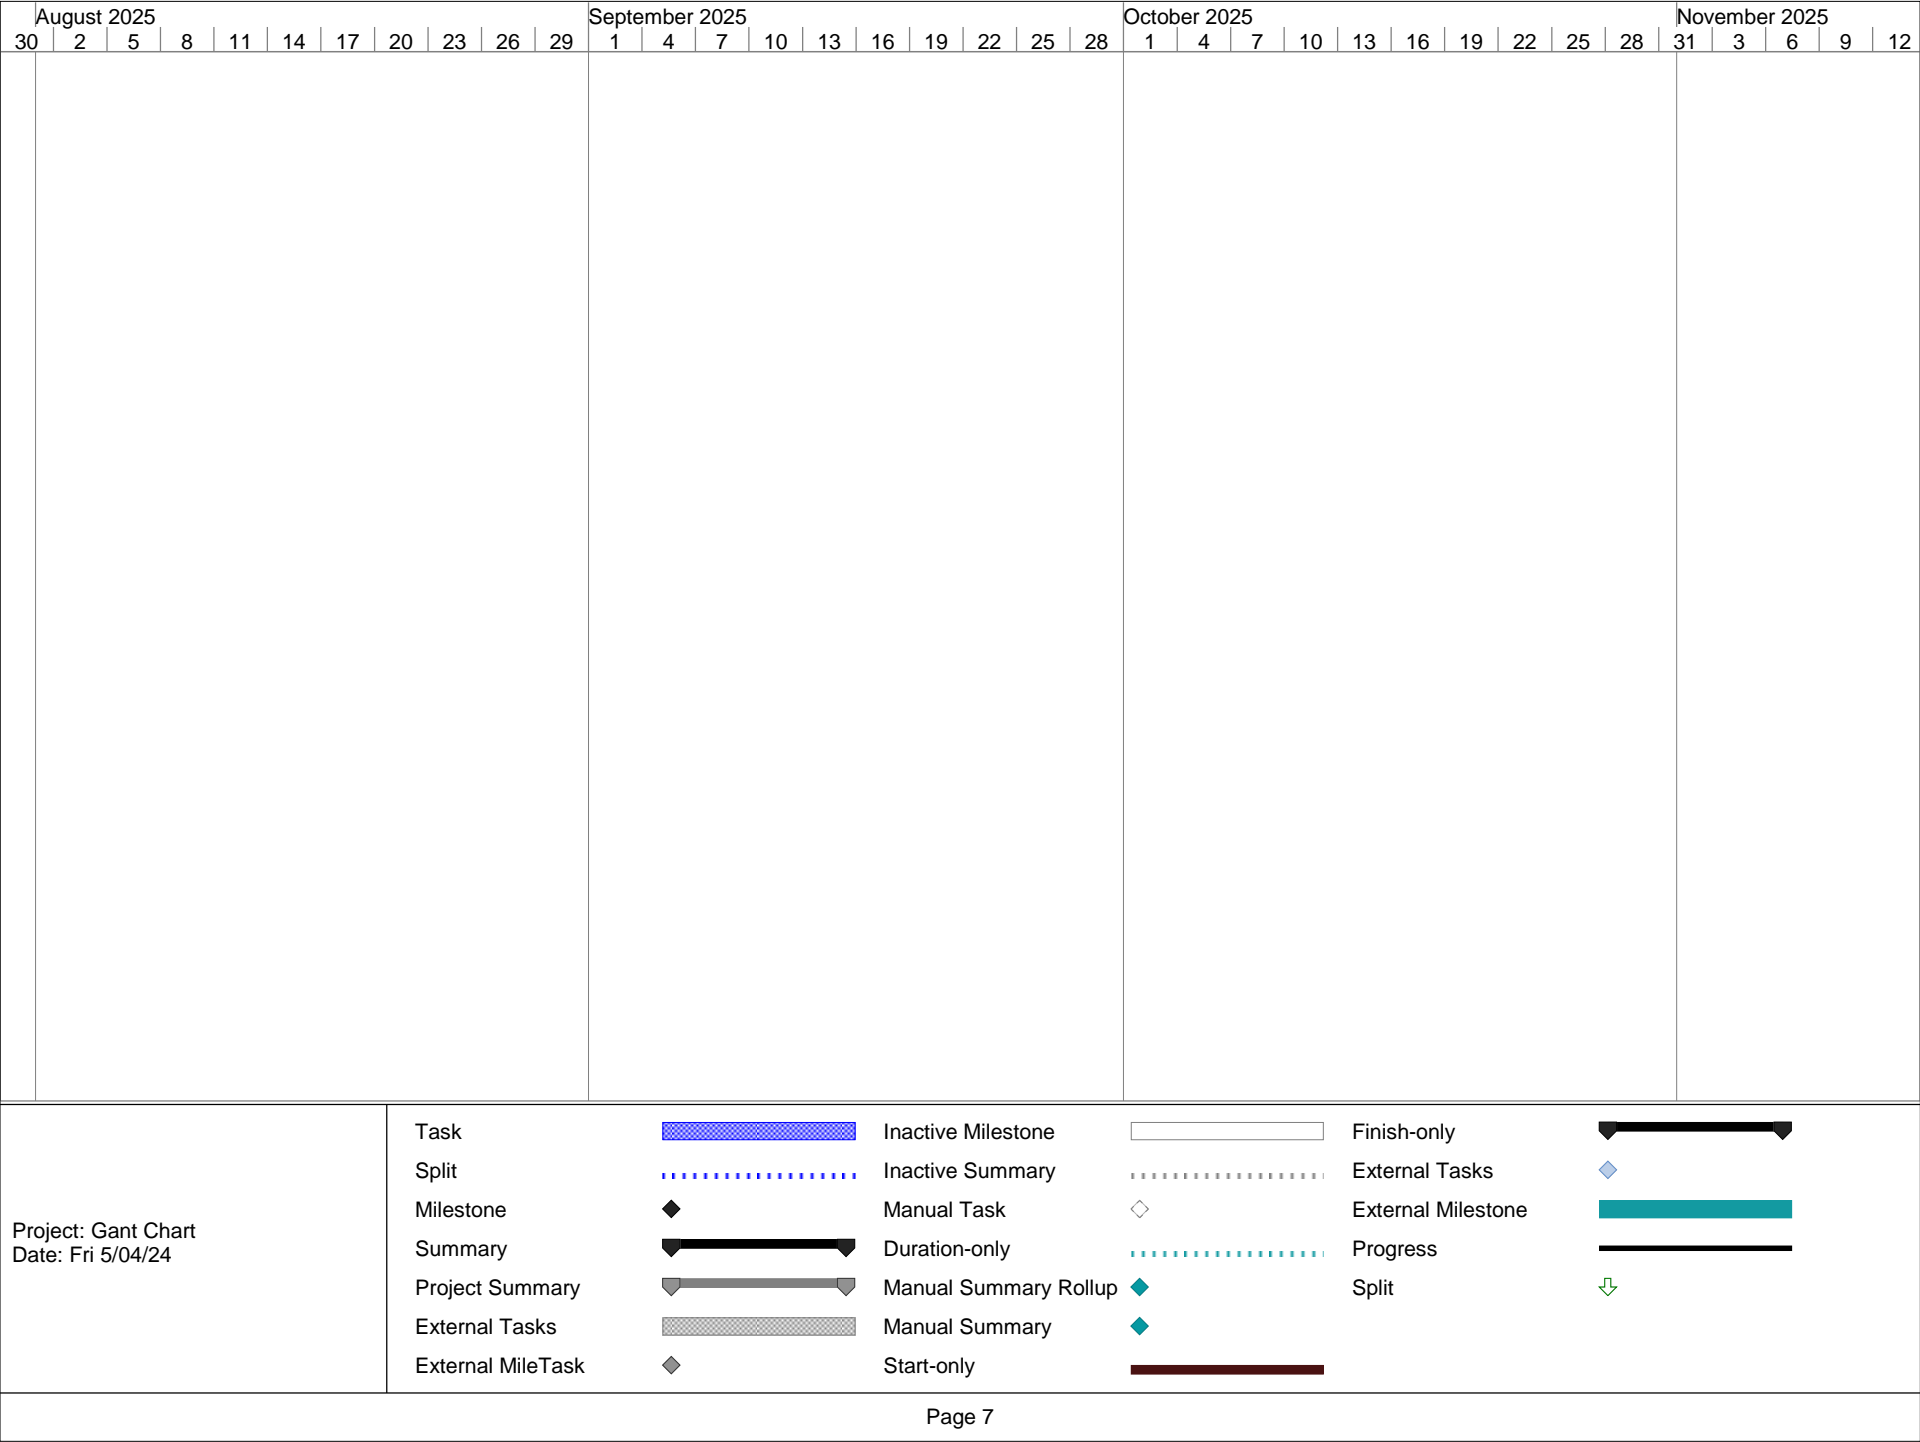 August 2025 September 2025 October 2025 November 2025
30 2 5 8 11 14 17 20 23 26 29 1 4 7 10 13 16 19 22 25 28 1 4 7 10 13 16 19 22 25 28 31 3 6 9 12
Project: Gant Chart
Date: Fri 5/04/24
Task
Split
Milestone
Summary
Project Summary
External Tasks
External MileTask
Inactive Milestone
Inactive Summary
Manual Task
Duration-only
Manual Summary Rollup
Manual Summary
Start-only
Finish-only
External Tasks
External Milestone
Progress
Split
Page 7